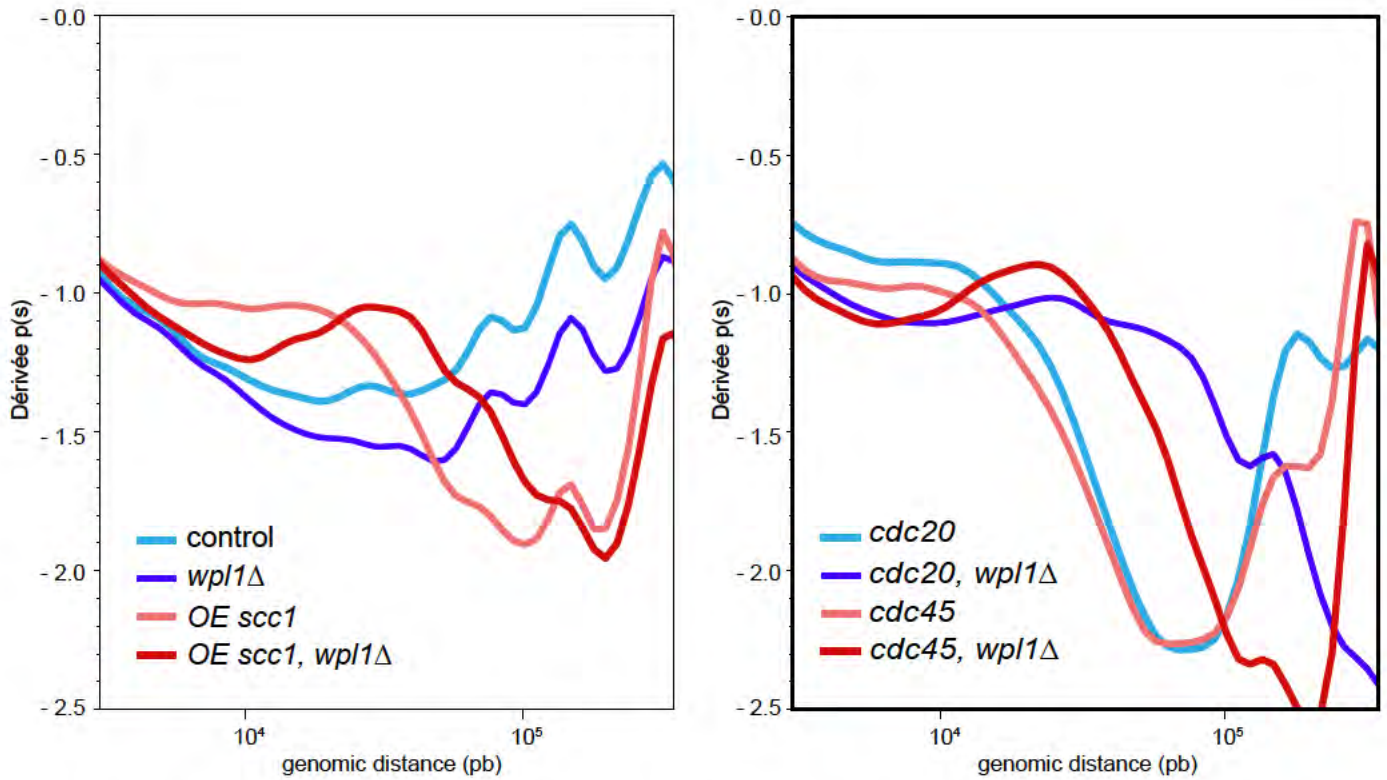 - 0.0
- 0.5
- 1.0
- 1.5
- 2.0
- 2.5
Dérivée p(s)
control
wpl1Δ
OE scc1
OE scc1, wpl1Δ
10⁴
10⁵
genomic distance (pb)
- 0.0
- 0.5
- 1.0
- 1.5
- 2.0
- 2.5
Dérivée p(s)
cdc20
cdc20, wpl1Δ
cdc45
cdc45, wpl1Δ
10⁴
10⁵
genomic distance (pb)